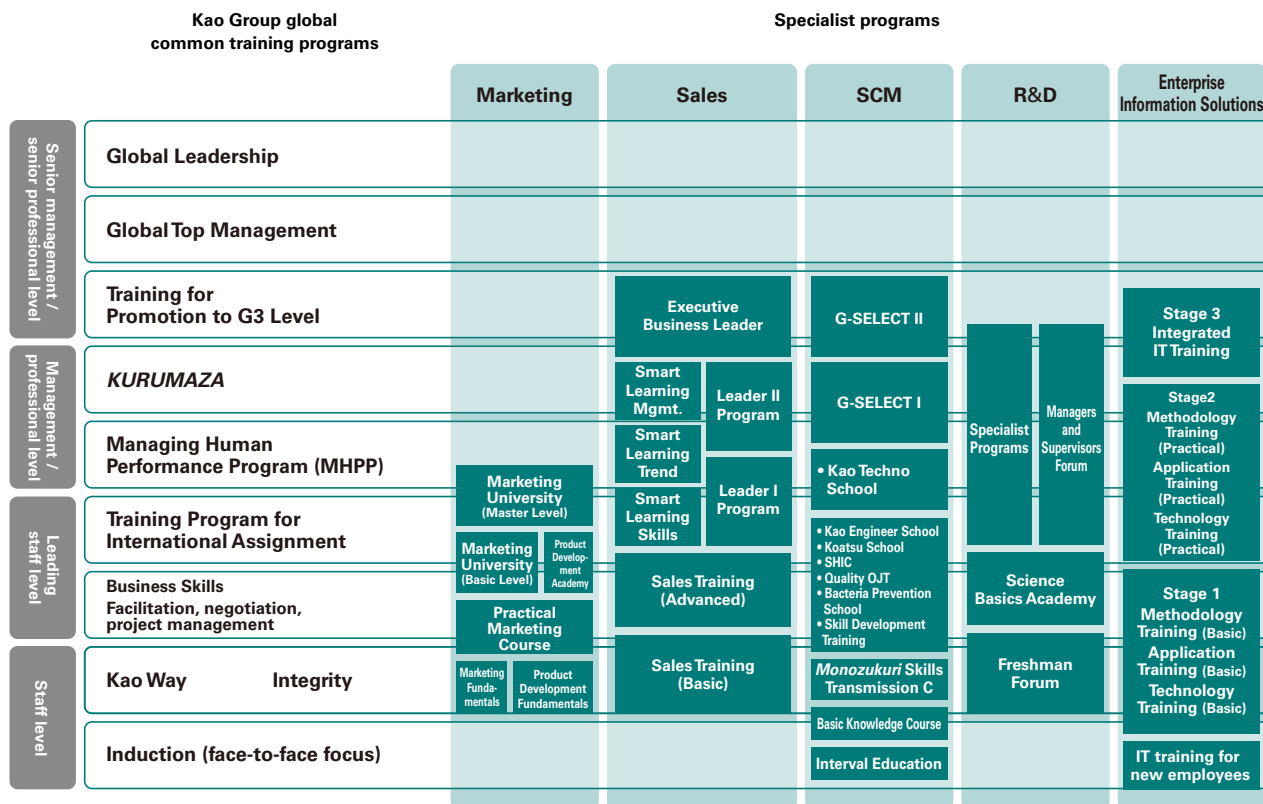 Kao Group global
common training programs
Specialist programs
Marketing
Sales
SCM
R&D
Enterprise
Information Solutions
Senior management /
senior professional level
Global Leadership
Global Top Management
Training for
Promotion to G3 Level
Management /
professional level
KURUMAZA
Managing Human
Performance Program (MHPP)
Leading
staff level
Training Program for
International Assignment
Business Skills
Facilitation, negotiation,
project management
Staff level
Kao Way
Integrity
Induction (face-to-face focus)
Marketing
University
(Master Level)
Marketing
University
(Basic Level)
Product
Develop-
ment
Academy
Practical
Marketing
Course
Marketing
Funda-
mentals
Product
Development
Fundamentals
Executive
Business Leader
Smart
Learning
Mgmt.
Leader II
Program
Smart
Learning
Trend
Smart
Learning
Skills
Leader I
Program
Sales Training
(Advanced)
Sales Training
(Basic)
G-SELECT II
G-SELECT I
• Kao Techno
School
• Kao Engineer School
• Koatsu School
• SHIC
• Quality OJT
• Bacteria Prevention
School
• Skill Development
Training
Monozukuri Skills
Transmission C
Basic Knowledge Course
Interval Education
Specialist
Programs
Managers
and
Supervisors
Forum
Science
Basics Academy
Freshman
Forum
Stage 3
Integrated
IT Training
Stage2
Methodology
Training
(Practical)
Application
Training
(Practical)
Technology
Training
(Practical)
Stage 1
Methodology
Training (Basic)
Application
Training (Basic)
Technology
Training (Basic)
IT training for
new employees